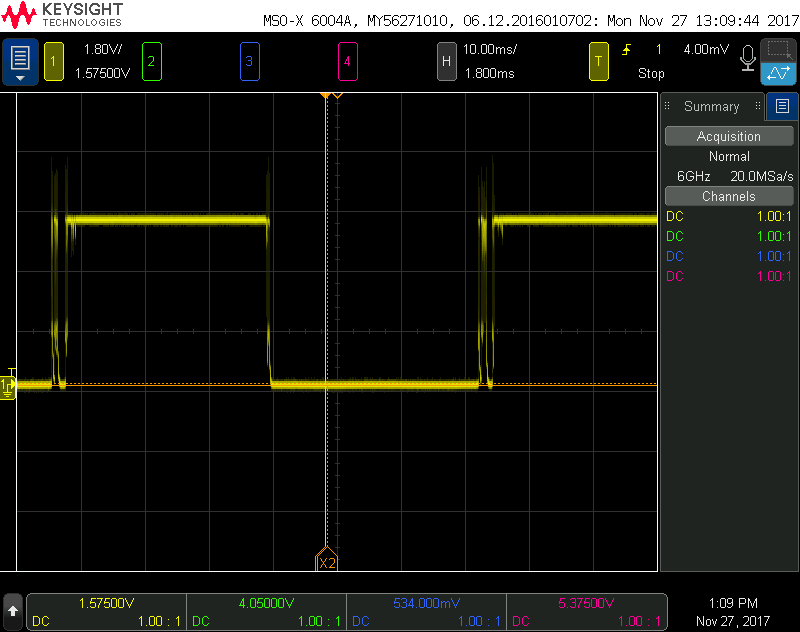 KEYSIGHT
TECHNOLOGIES
MSO-X 6004A, MY56271010, 06.12.2016010702: Mon Nov 27 13:09:44 2017
1 1.80V/ 2 3 4 H 10.00ms/ T 1 4.00mV
1.57500V 1.800ms Stop
Summary
Acquisition
Normal
6GHz 20.0MSa/s
Channels
DC 1.00:1
DC 1.00:1
DC 1.00:1
DC 1.00:1
T
1
X2
1.57500V 4.05000V 534.000mV 5.37500V 1:09 PM
DC 1.00 : 1 DC 1.00 : 1 DC 1.00 : 1 DC 1.00 : 1 Nov 27, 2017